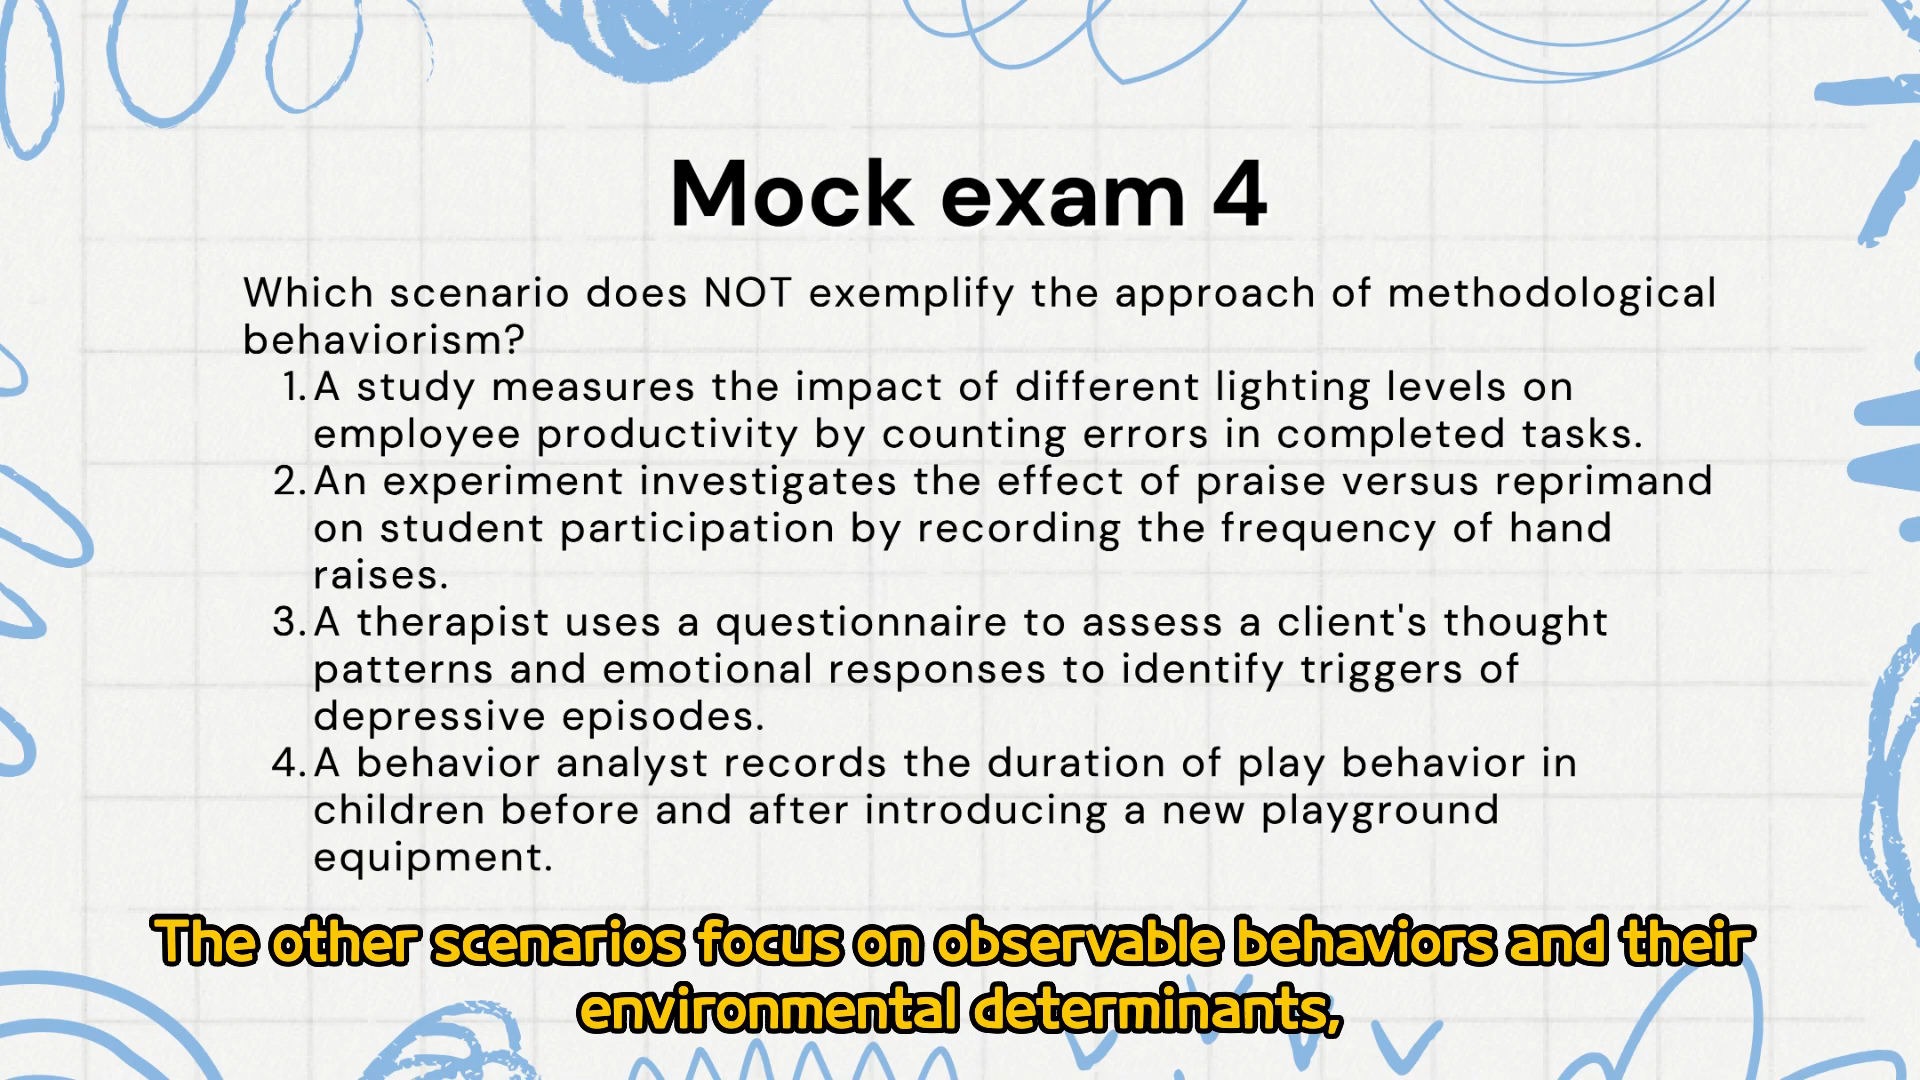 Mock exam 4
Which scenario does NOT exemplify the approach of methodological
behaviorism?
1. A study measures the impact of different lighting levels on
employee productivity by counting errors in completed tasks.
2. An experiment investigates the effect of praise versus reprimand
on student participation by recording the frequency of hand
raises.
3. A therapist uses a questionnaire to assess a client's thought
patterns and emotional responses to identify triggers of
depressive episodes.
4. A behavior analyst records the duration of play behavior in
children before and after introducing a new playground
equipment.
The other scenarios focus on observable behaviors and their
environmental determinants,